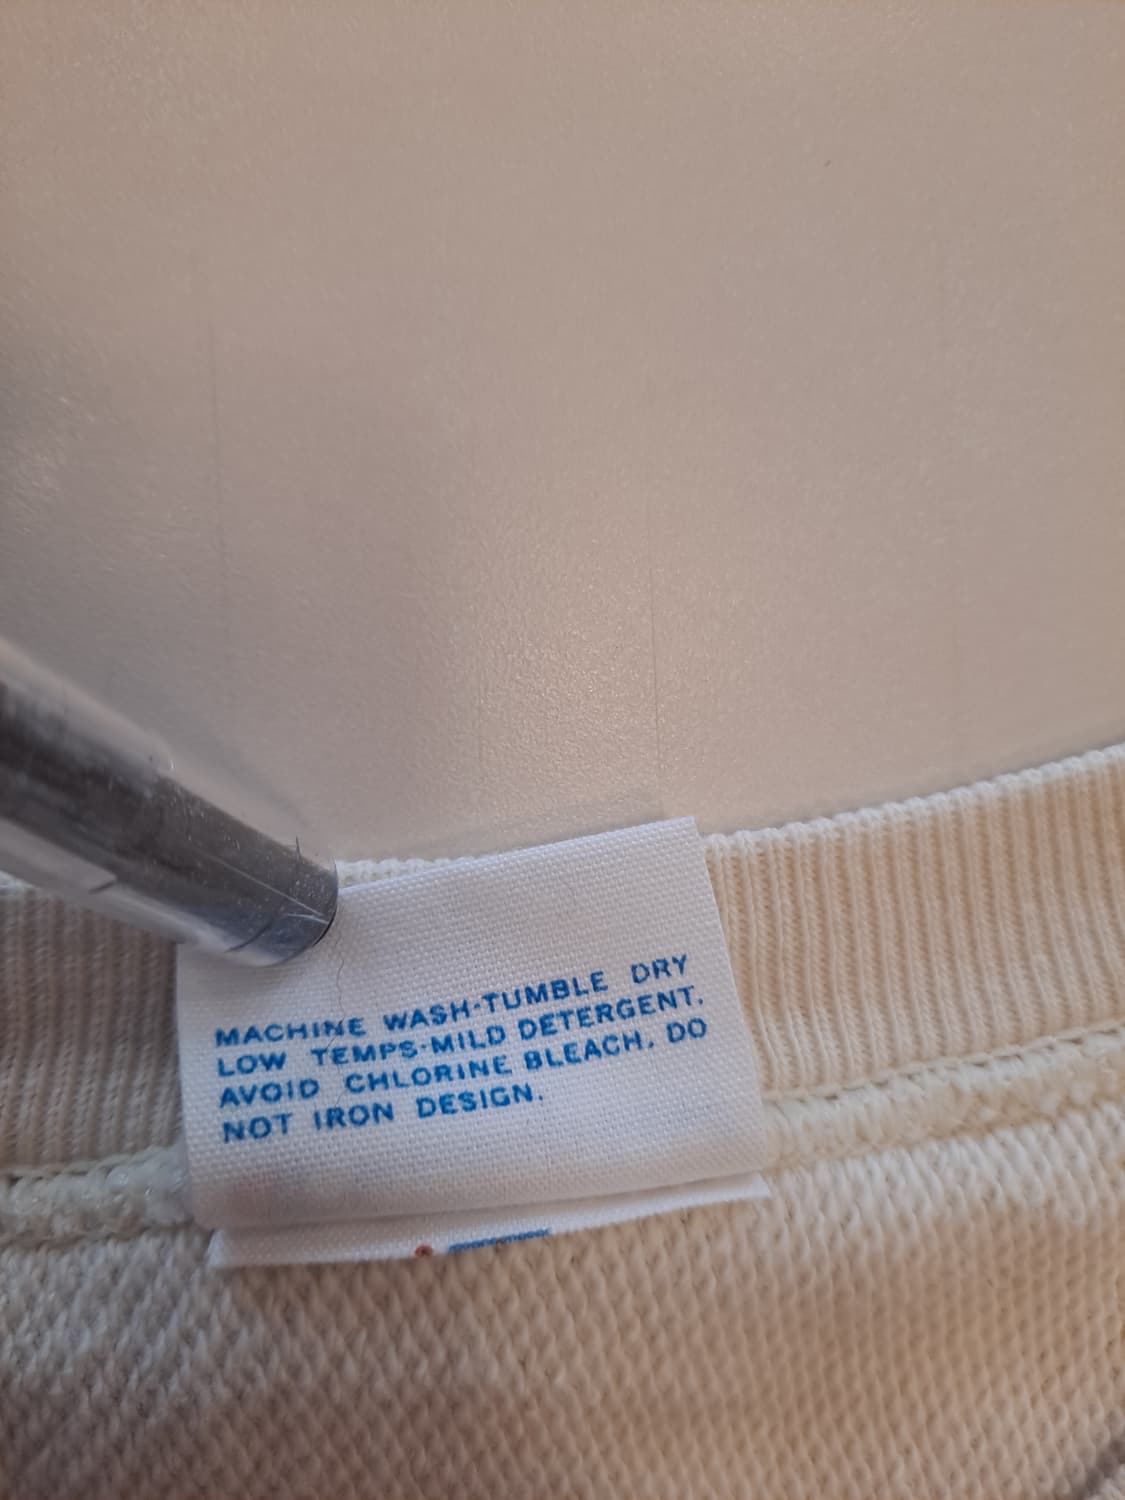 MACHINE WASH-TUMBLE DRY
LOW TEMPS-MILD DETERGENT.
AVOID CHLORINE BLEACH. DO
NOT IRON DESIGN.